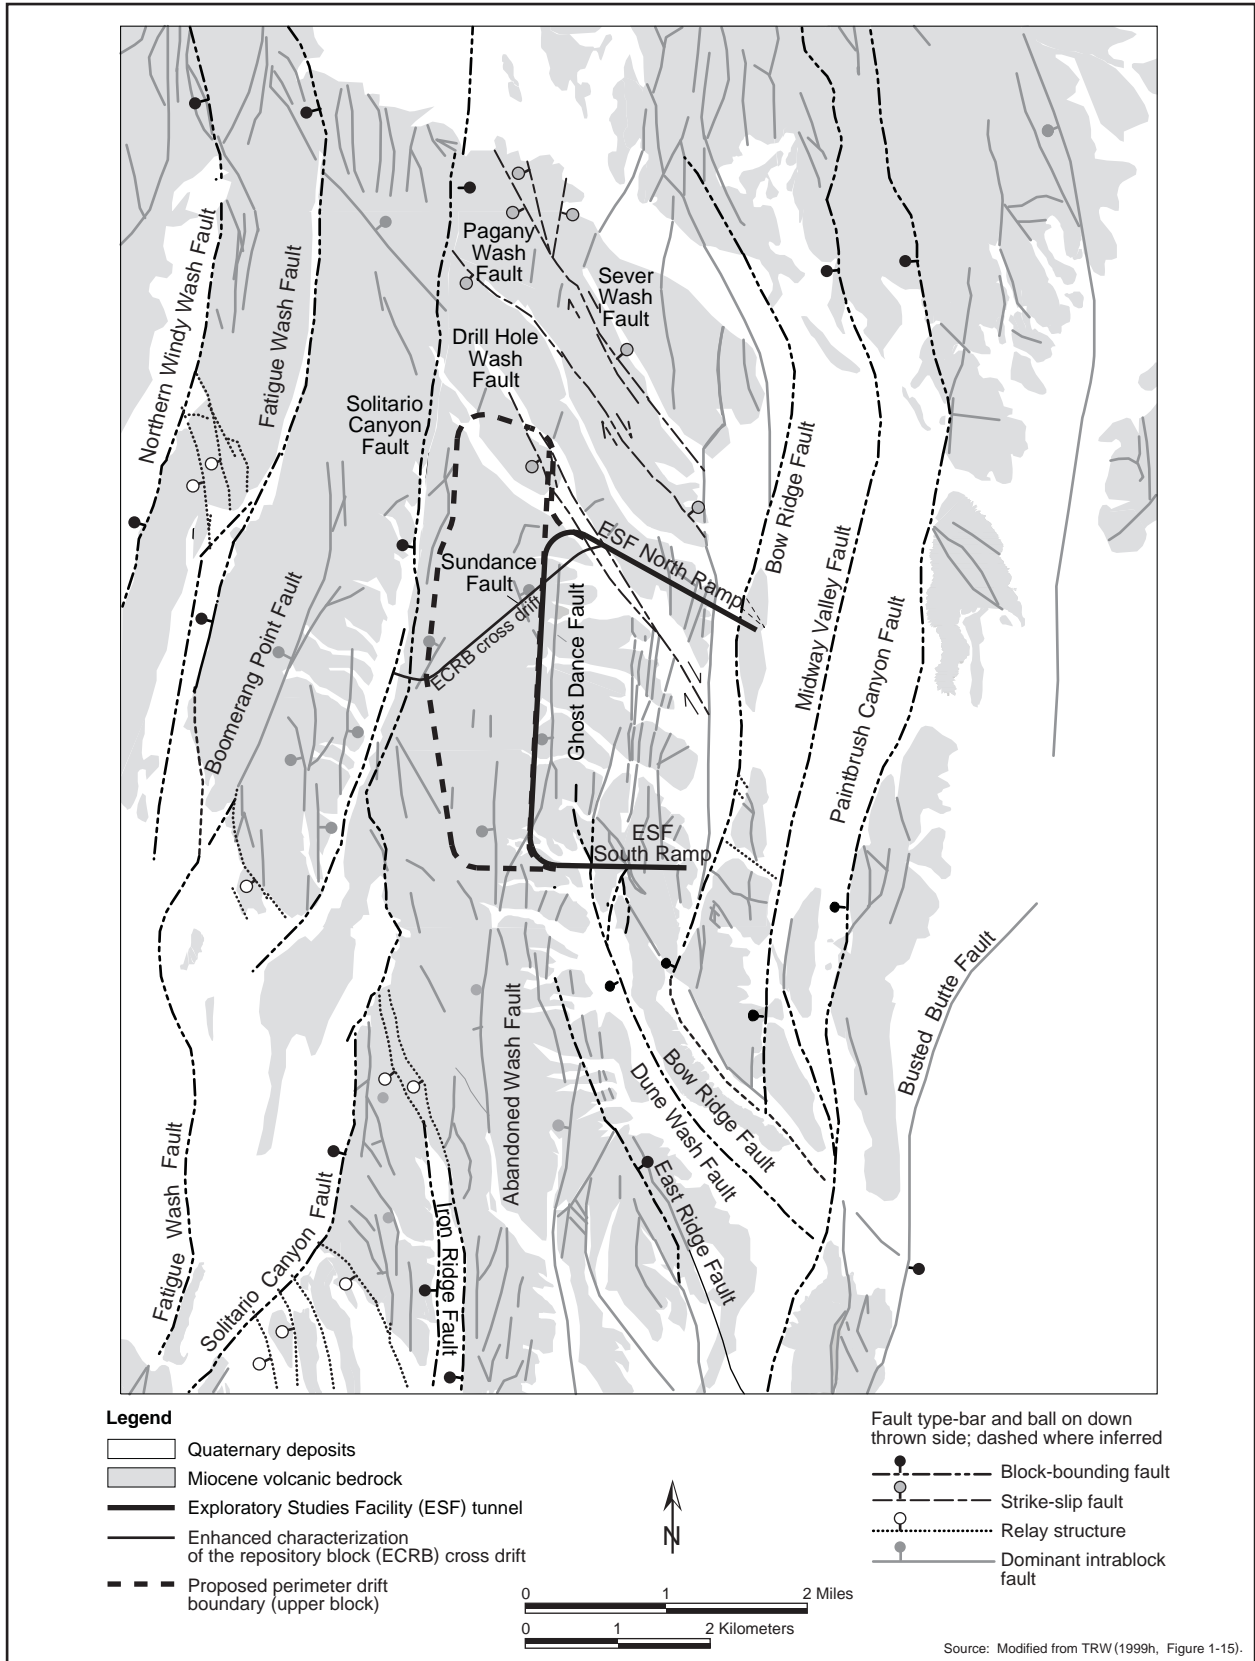 Pagany
Wash
Fault
Sever
Wash
Fault
Northern Windy Wash Fault
Fatigue Wash Fault
Drill Hole
Wash
Fault
Solitario
Canyon
Fault
Bow Ridge Fault
ESF North Ramp
Sundance
Fault
ECRB cross drift
Ghost Dance Fault
Midway Valley Fault
Boomerang Point Fault
Paintbrush Canyon Fault
ESF
South Ramp
Abandoned Wash Fault
Busted Butte Fault
Bow Ridge Fault
Dune Wash Fault
East Ridge Fault
Fatigue Wash Fault
Solitario Canyon Fault
Iron Ridge Fault
Legend
Quaternary deposits
Miocene volcanic bedrock
Exploratory Studies Facility (ESF) tunnel
Enhanced characterization
of the repository block (ECRB) cross drift
Proposed perimeter drift
boundary (upper block)
N
0 1 2 Miles
0 1 2 Kilometers
Fault type-bar and ball on down
thrown side; dashed where inferred
Block-bounding fault
Strike-slip fault
Relay structure
Dominant intrablock
fault
Source: Modified from TRW (1999h, Figure 1-15).